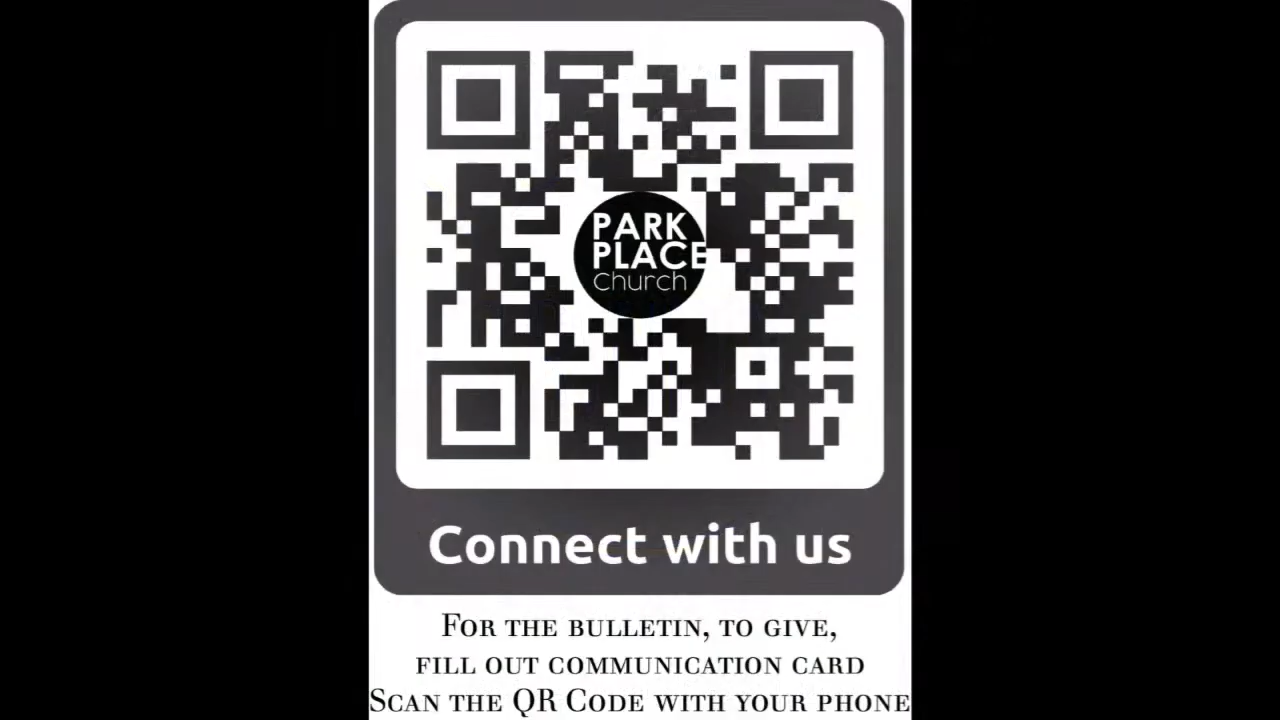 PARK
PLACE
Church
Connect with us
For the bulletin, to give,
fill out communication card
Scan the QR Code with your phone